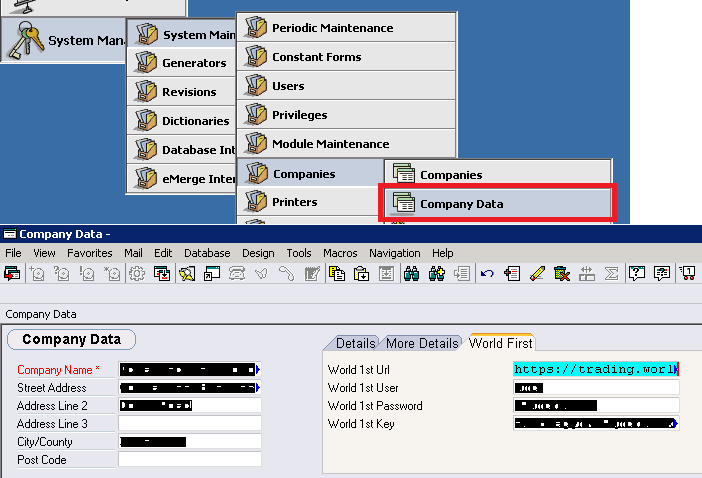 System Man
System Main
Generators
Revisions
Dictionaries
Database Int
eMerge Inter
Periodic Maintenance
Constant Forms
Users
Privileges
Module Maintenance
Companies
Printers
Companies
Company Data
Company Data -
File View Favorites Mail Edit Database Design Tools Macros Navigation Help
Company Data
Company Data
Company Name *
Street Address
Address Line 2
Address Line 3
City/County
Post Code
Details More Details World First
World 1st Url https://trading.worl
World 1st User
World 1st Password
World 1st Key